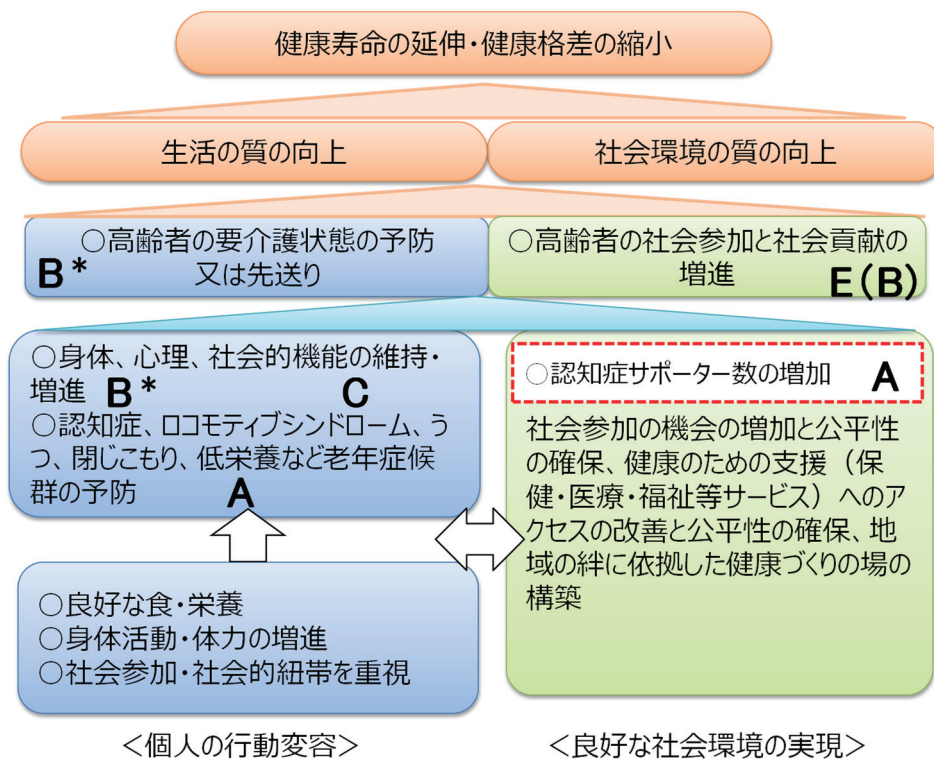 健康寿命の延伸・健康格差の縮小
生活の質の向上
社会環境の質の向上
○高齢者の要介護状態の予防
又は先送り
B*
○高齢者の社会参加と社会貢献の
増進
E(B)
○身体、心理、社会的機能の維持・
増進 B* C
○認知症、ロコモティブシンドローム、う
つ、閉じこもり、低栄養など老年症候
群の予防 A
○良好な食・栄養
○身体活動・体力の増進
○社会参加・社会的紐帯を重視
<個人の行動変容>
○認知症サポーター数の増加 A
社会参加の機会の増加と公平性
の確保、健康のための支援(保
健・医療・福祉等サービス)へのア
クセスの改善と公平性の確保、地
域の絆に依拠した健康づくりの場の
構築
<良好な社会環境の実現>